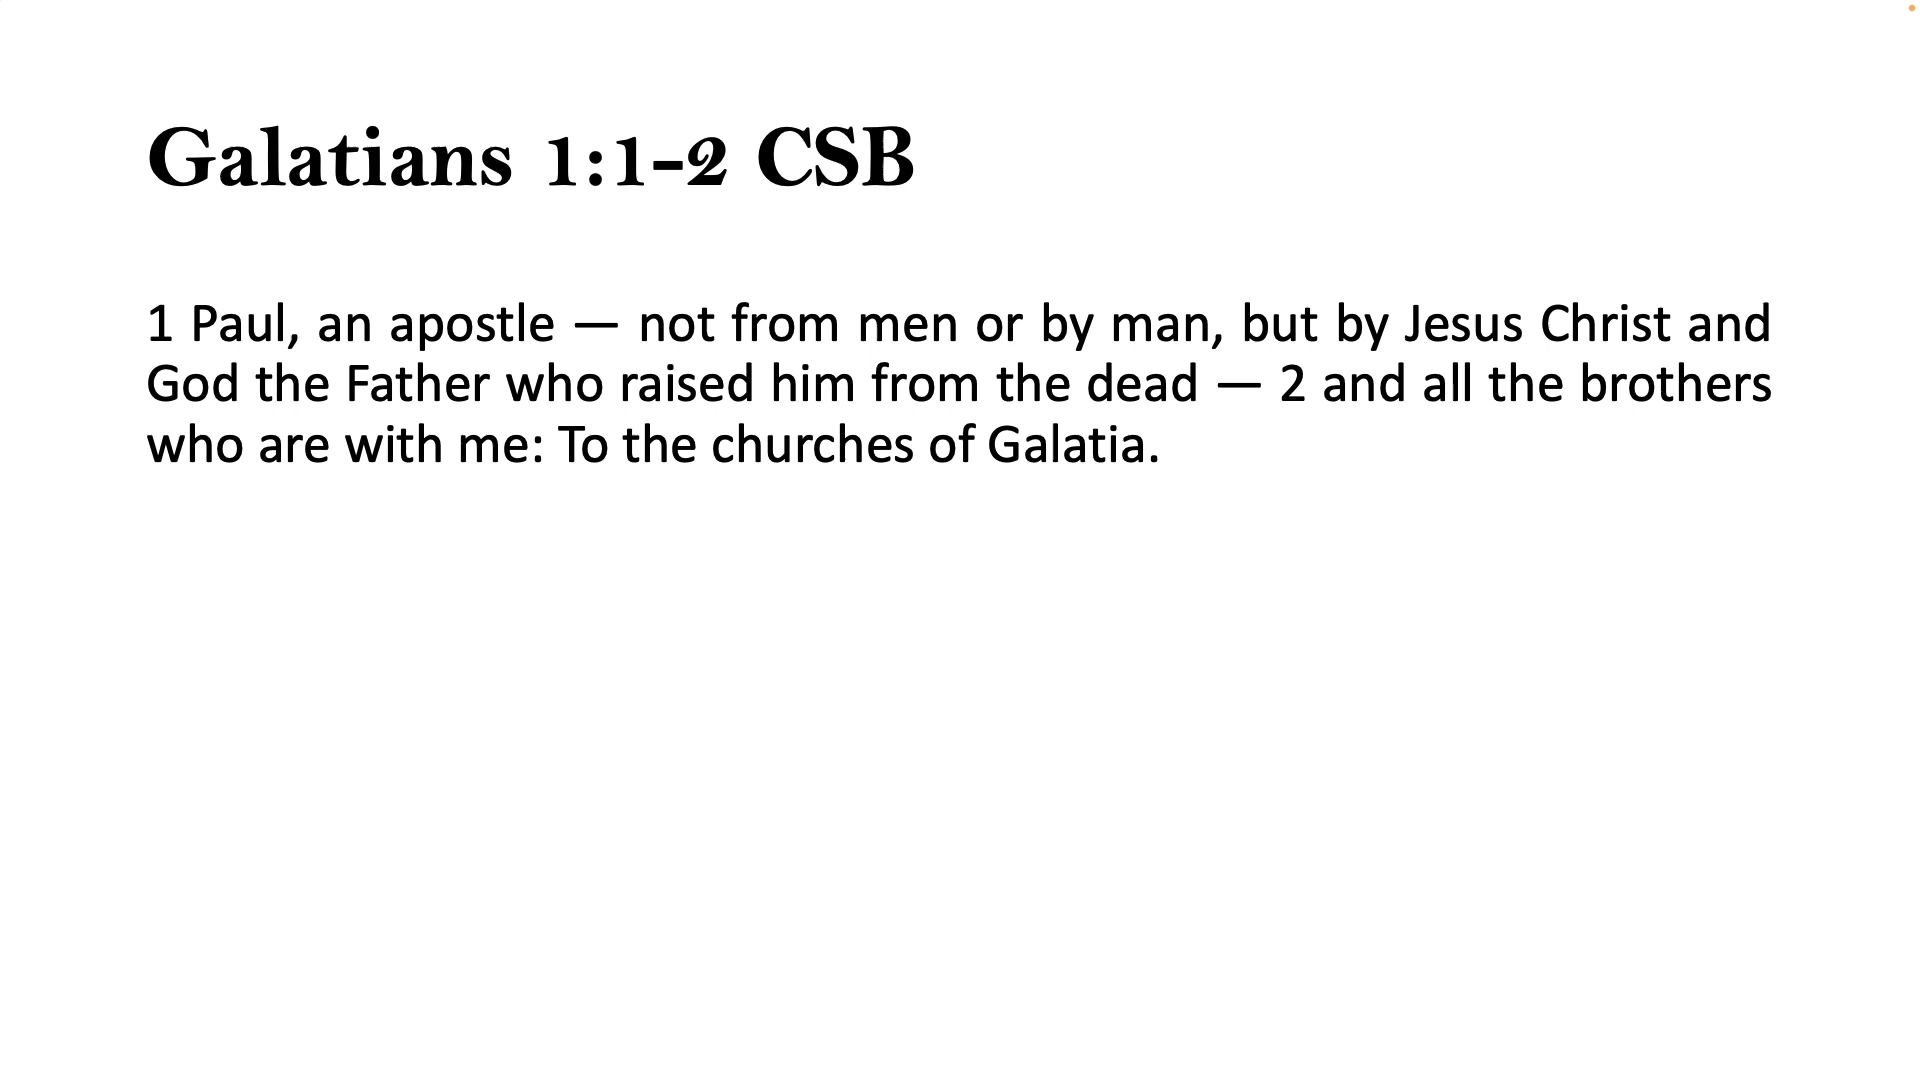 Galatians 1:1-2 CSB
1 Paul, an apostle — not from men or by man, but by Jesus Christ and
God the Father who raised him from the dead — 2 and all the brothers
who are with me: To the churches of Galatia.